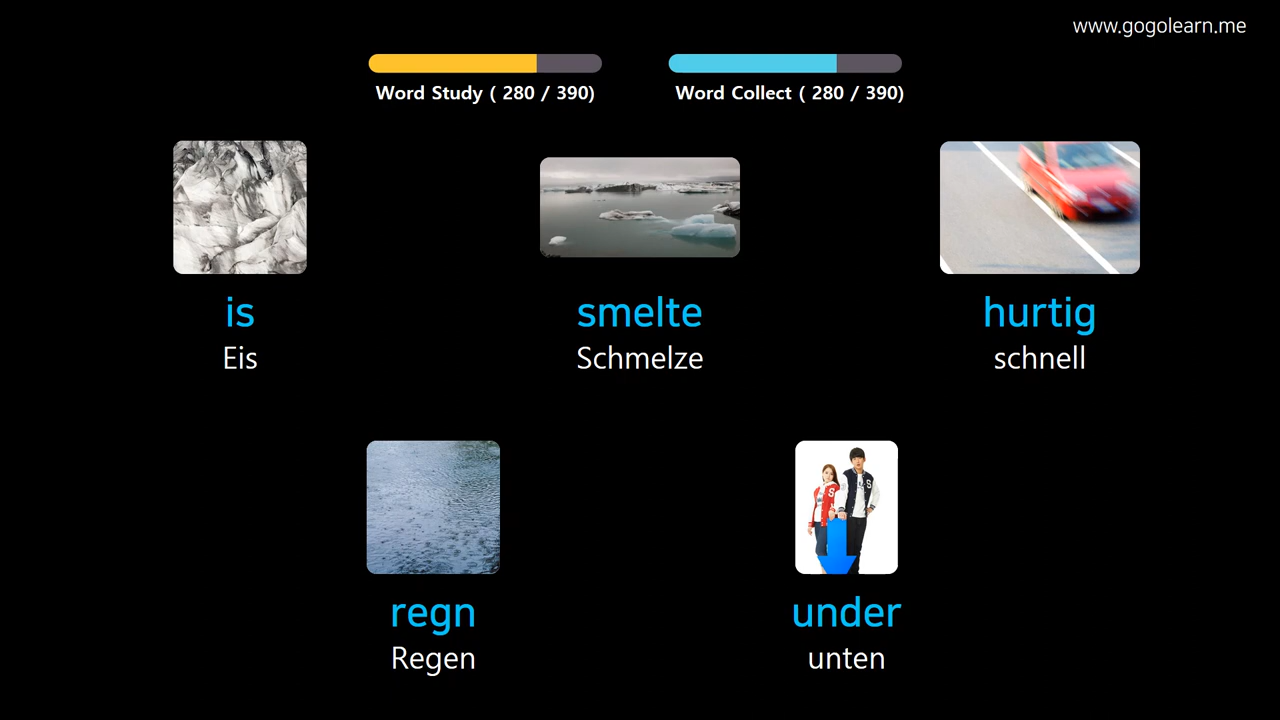 www.gogolearn.me
Word Study ( 280 / 390)
Word Collect ( 280 / 390)
is
Eis
smelte
Schmelze
hurtig
schnell
regn
Regen
under
unten